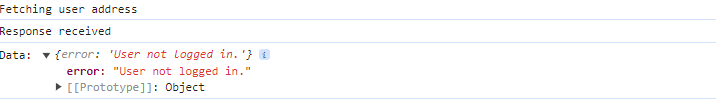 Fetching user address
Response received
Data: ▼ {error: 'User not logged in.'} i
error: "User not logged in."
▶ [[Prototype]]: Object